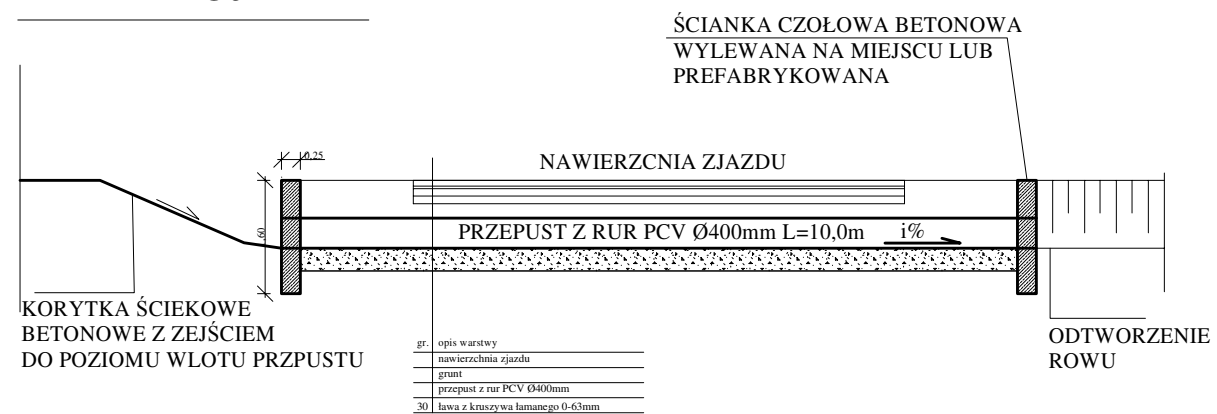 ŚCIANKA CZOŁOWA BETONOWA
WYLEWANA NA MIEJSCU LUB
PREFABRYKOWANA
0,25
NAWIERZCNIA ZJAZDU
PRZEPUST Z RUR PCV Ø400mm L=10,0m
i%
KORYTKA ŚCIEKOWE
BETONOWE Z ZEJŚCIEM
DO POZIOMU WLOTU PRZPUSTU
ODTWORZENIE
ROWU
gr. opis warstwy
nawierzchnia zjazdu
grunt
przepust z rur PCV Ø400mm
30 ława z kruszywa łamanego 0-63mm